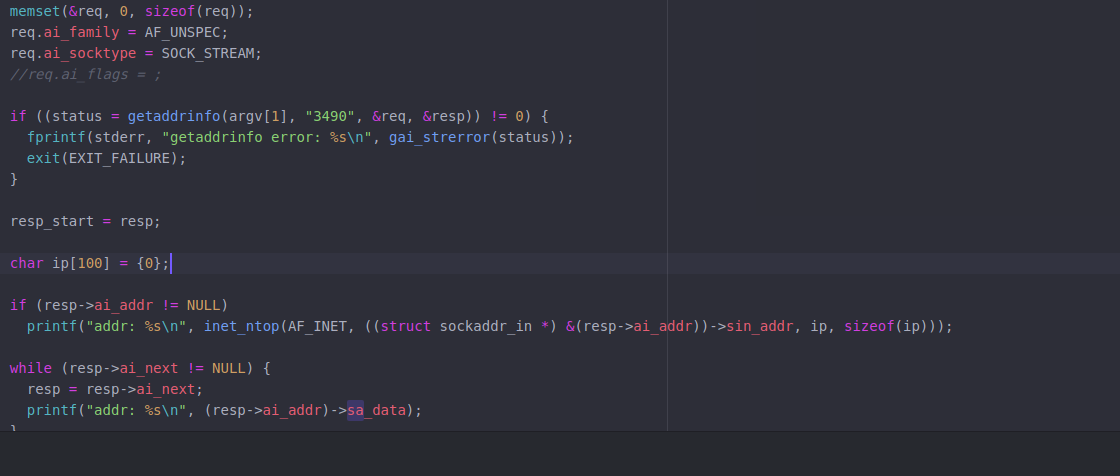 memset(&req, 0, sizeof(req));
req.ai_family = AF_UNSPEC;
req.ai_socktype = SOCK_STREAM;
//req.ai_flags = ;
if ((status = getaddrinfo(argv[1], "3490", &req, &resp)) != 0) {
fprintf(stderr, "getaddrinfo error: %s\n", gai_strerror(status));
exit(EXIT_FAILURE);
}
resp_start = resp;
char ip[100] = {0};
if (resp->ai_addr != NULL)
printf("addr: %s\n", inet_ntop(AF_INET, ((struct sockaddr_in *) &(resp->ai_addr))->sin_addr, ip, sizeof(ip)));
while (resp->ai_next != NULL) {
resp = resp->ai_next;
printf("addr: %s\n", (resp->ai_addr)->sa_data);
}